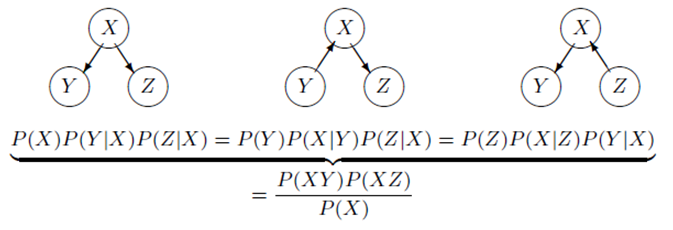 X X X
Y Z Y Z Y Z
P(X)P(Y|X)P(Z|X) = P(Y)P(X|Y)P(Z|X) = P(Z)P(X|Z)P(Y|X)
= P(XY)P(XZ)
P(X)